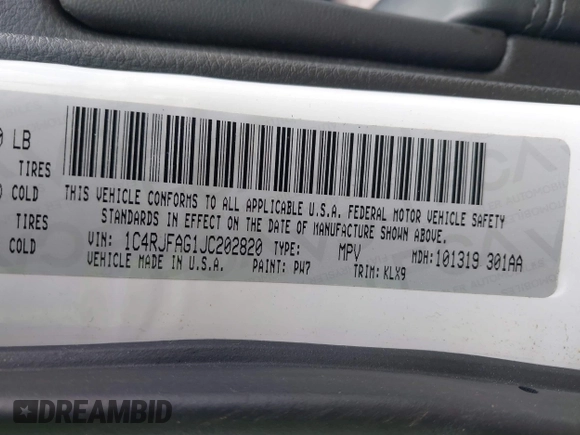 0 LB
TIRES
COLD
TIRES
COLD
THIS VEHICLE CONFORMS TO ALL APPLICABLE U.S.A. FEDERAL MOTOR VEHICLE SAFETY
STANDARDS IN EFFECT ON THE DATE OF MANUFACTURE SHOWN ABOVE.
VIN: 1C4RJFAG1JC202820 TYPE: MPV MDH: 101319 301AA
VEHICLE MADE IN U.S.A. PAINT: PW7 TRIM: KLX9
DREAMBID